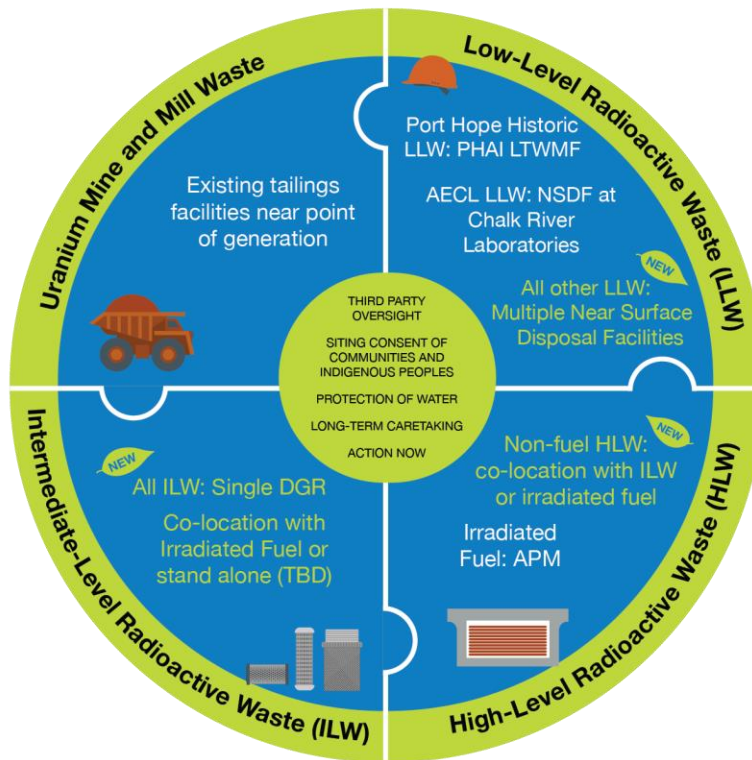 Uranium Mine and Mill Waste
Existing tailings
facilities near point
of generation
Low-Level Radioactive Waste (LLW)
Port Hope Historic
LLW: PHAI LTWMF
AECL LLW: NSDF at
Chalk River
Laboratories
NEW
All other LLW:
Multiple Near Surface
Disposal Facilities
THIRD PARTY
OVERSIGHT
SITING CONSENT OF
COMMUNITIES AND
INDIGENOUS PEOPLES
PROTECTION OF WATER
LONG-TERM CARETAKING
ACTION NOW
Intermediate-Level Radioactive Waste (ILW)
NEW
All ILW: Single DGR
Co-location with
Irradiated Fuel or
stand alone (TBD)
High-Level Radioactive Waste (HLW)
NEW
Non-fuel HLW:
co-location with ILW
or irradiated fuel
Irradiated
Fuel: APM